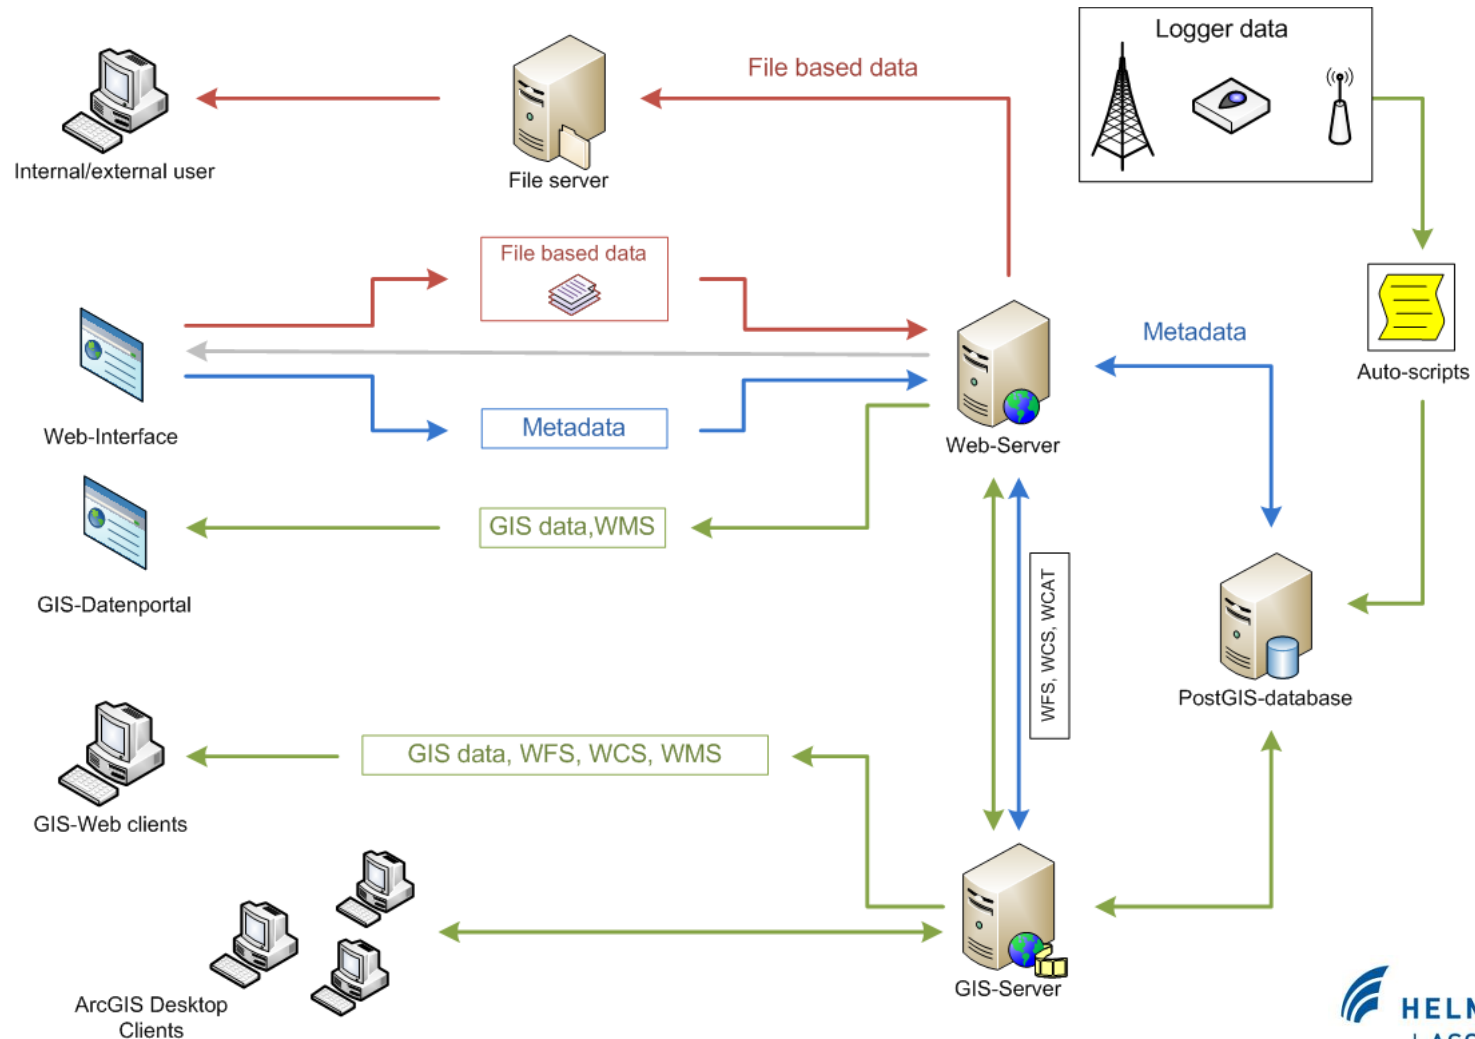 Logger data
File based data
Internal/external user
File server
File based data
Metadata
Auto-scripts
Web-Interface
Metadata
Web-Server
GIS data,WMS
GIS-Datenportal
WFS, WCS, WCAT
PostGIS-database
GIS data, WFS, WCS, WMS
GIS-Web clients
ArcGIS Desktop
Clients
GIS-Server